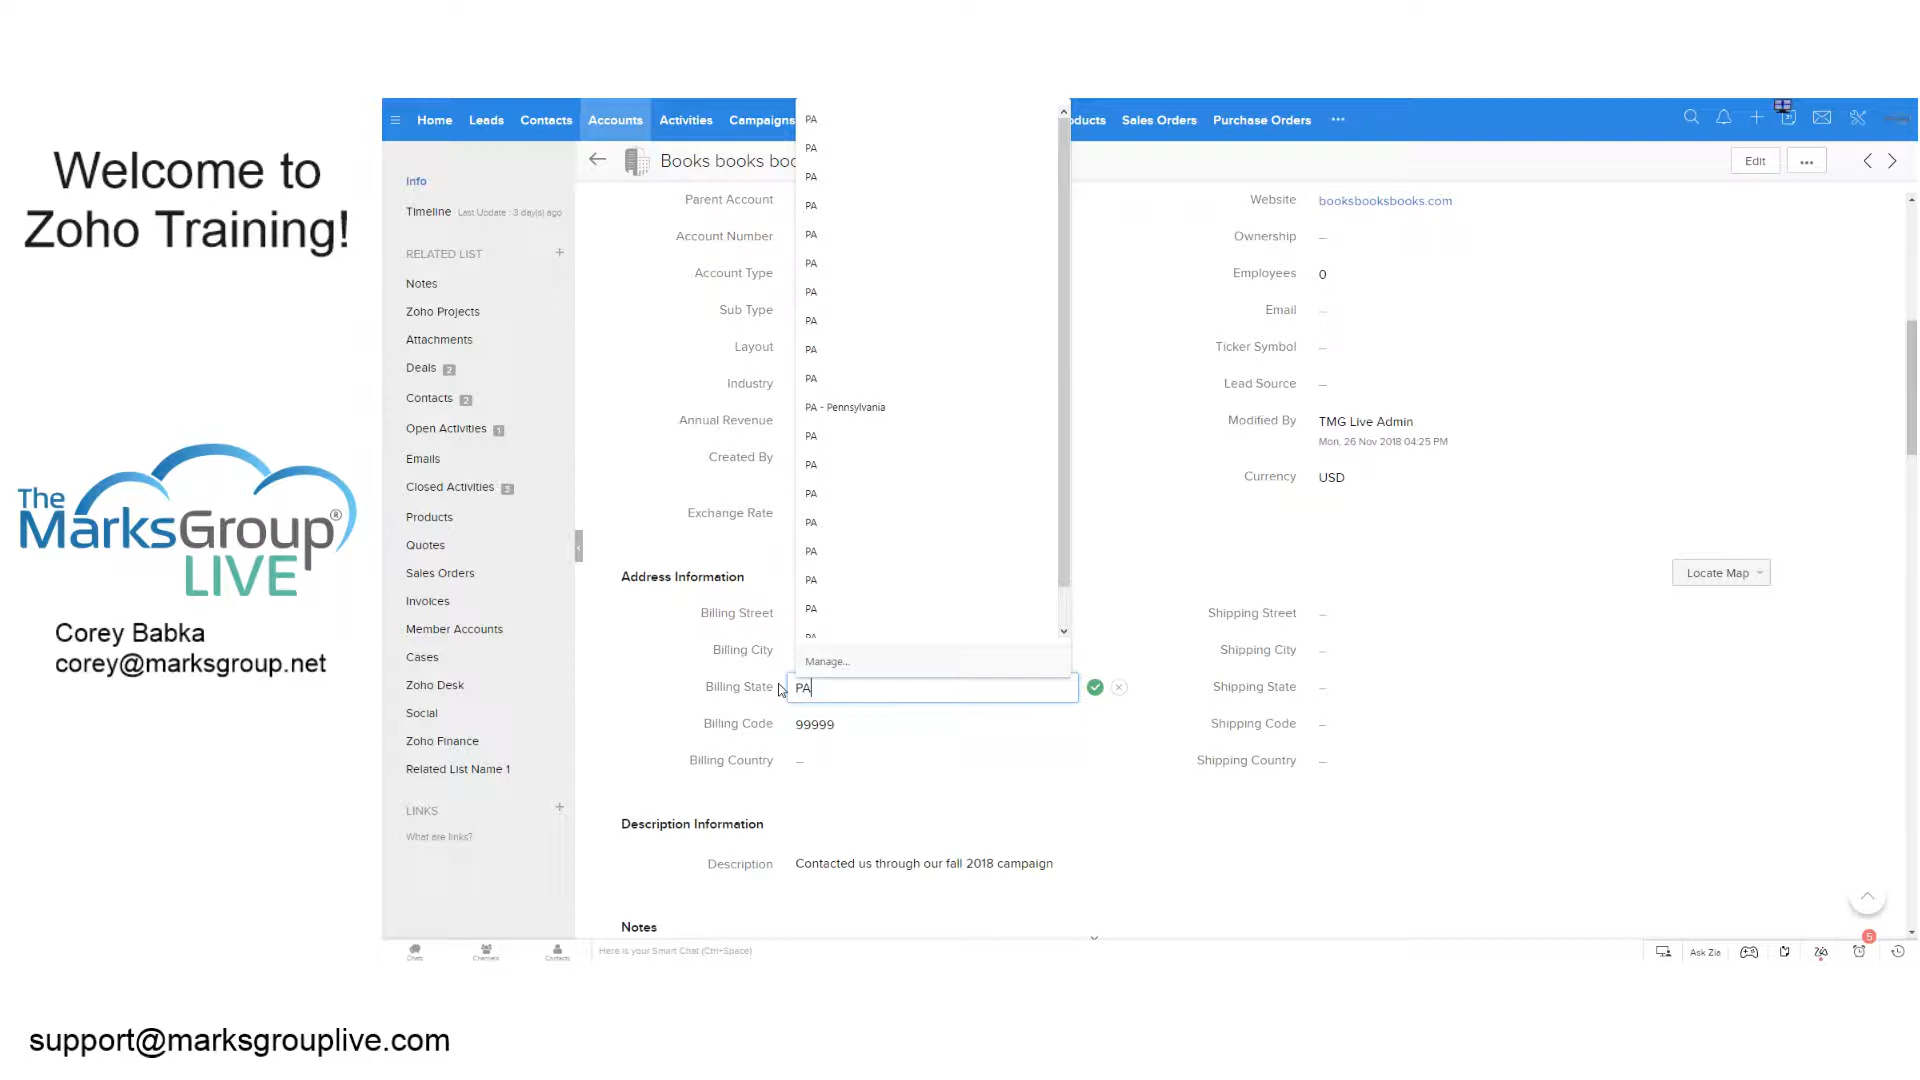 Welcome to
Zoho Training!
The
MarksGroup®
LIVE
Corey Babka
corey@marksgroup.net
support@marksgrouplive.com
Home Leads Contacts Accounts Activities Campaigns
Sales Orders Purchase Orders •••
Books books
Edit ...
Info
Timeline Last Update : 3 day(s) ago
RELATED LIST +
Notes
Zoho Projects
Attachments
Deals 2
Contacts 2
Open Activities 1
Emails
Closed Activities 3
Products
Quotes
Sales Orders
Invoices
Member Accounts
Cases
Zoho Desk
Social
Zoho Finance
Related List Name 1
LINKS +
What are links?
Parent Account
Account Number
Account Type
Sub Type
Layout
Industry
Annual Revenue
Created By
Exchange Rate
PA
PA
PA
PA
PA
PA
PA
PA
PA
PA
PA - Pennsylvania
PA
PA
PA
PA
PA
PA
PA
PA
Manage...
Website booksbooksbooks.com
Ownership —
Employees 0
Email —
Ticker Symbol —
Lead Source —
Modified By TMG Live Admin
Mon, 26 Nov 2018 04:25 PM
Currency USD
Address Information
Locate Map
Billing Street
Billing City
Billing State PA
Billing Code 99999
Billing Country —
Shipping Street —
Shipping City —
Shipping State —
Shipping Code —
Shipping Country —
Description Information
Description Contacted us through our fall 2018 campaign
Notes
Chats Channels Contacts
Here is your Smart Chat (Ctrl+Space)
Ask Zia
5